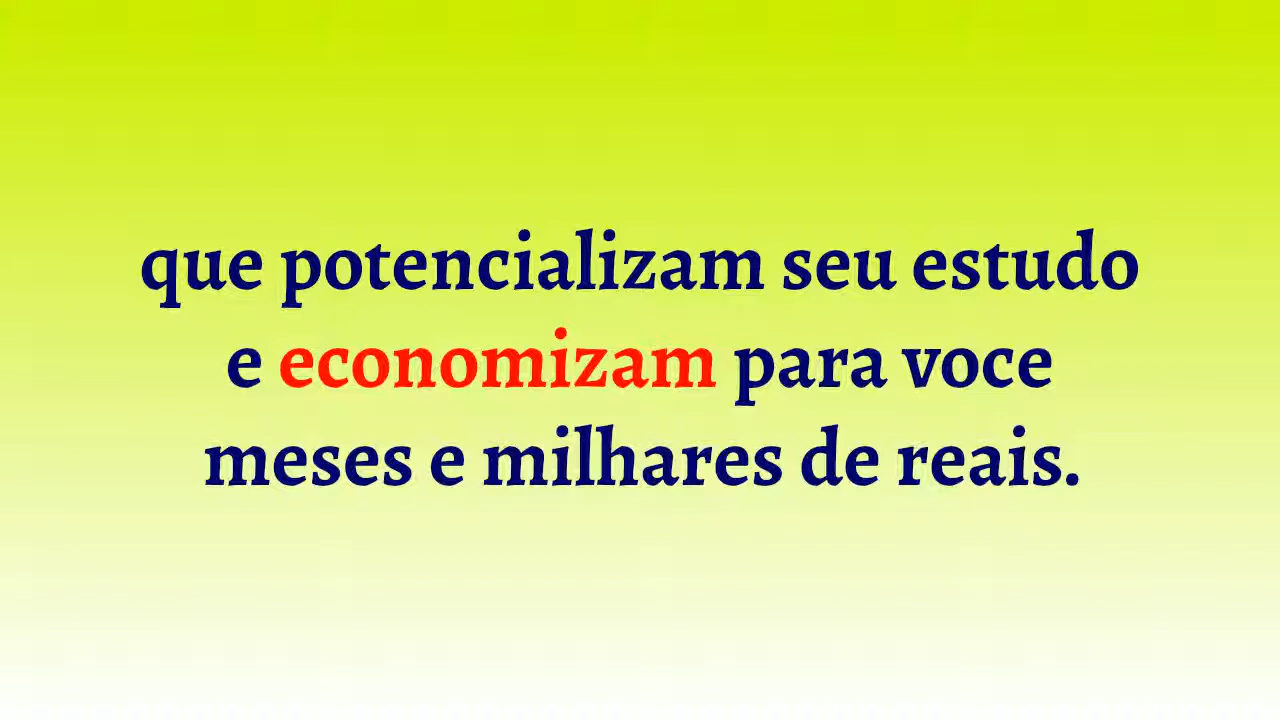 que potencializam seu estudo
e economizam para voce
meses e milhares de reais.